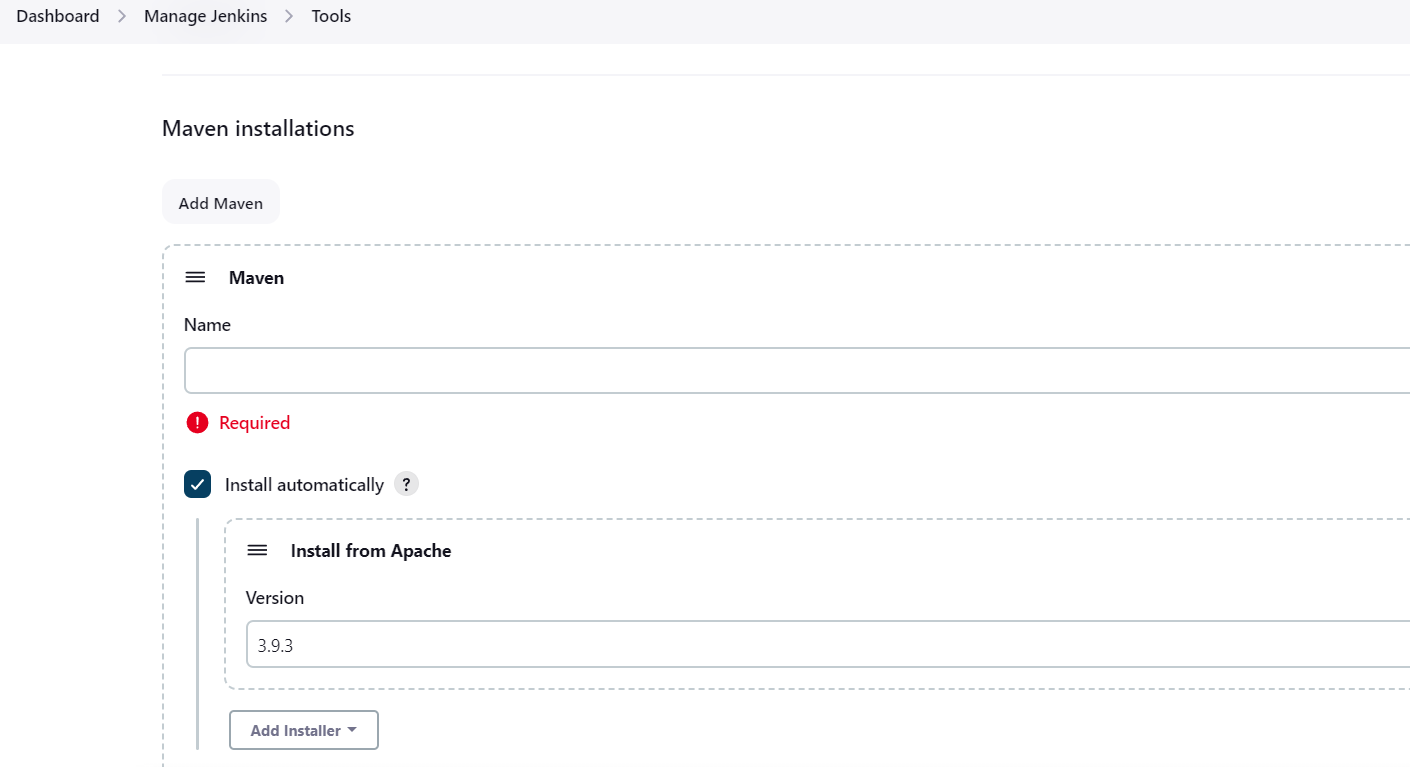 Dashboard > Manage Jenkins > Tools
Maven installations
Add Maven
Maven
Name
! Required
Install automatically ?
Install from Apache
Version
3.9.3
Add Installer